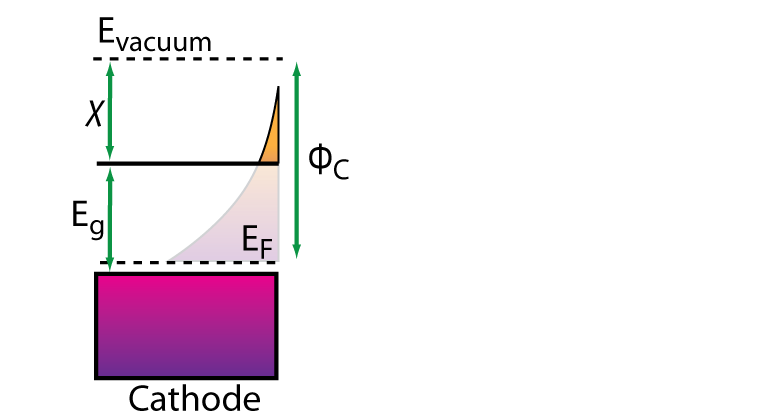 Evacuum
χ
ΦC
Eg
EF
Cathode